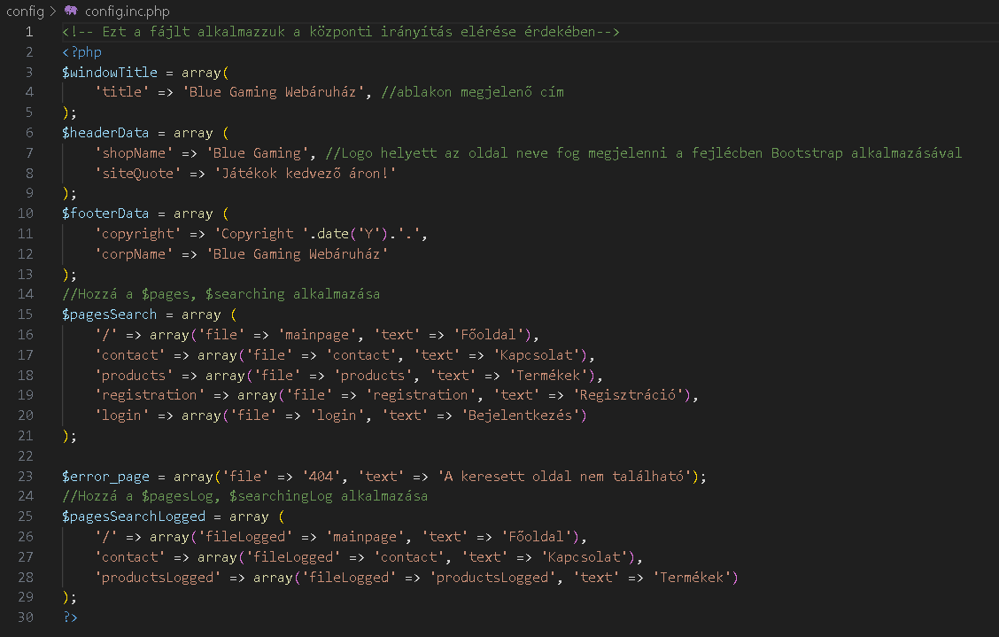 config > config.inc.php
1 <!-- Ezt a fájlt alkalmazzuk a központi irányítás elérése érdekében-->
2 <?php
3 $windowTitle = array(
4     'title' => 'Blue Gaming Webáruház', //ablakon megjelenő cím
5 );
6 $headerData = array (
7     'shopName' => 'Blue Gaming', //Logo helyett az oldal neve fog megjelenni a fejlécben Bootstrap alkalmazásával
8     'siteQuote' => 'Játékok kedvező áron!'
9 );
10 $footerData = array (
11     'copyright' => 'Copyright '.date('Y').'.',
12     'corpName' => 'Blue Gaming Webáruház'
13 );
14 //Hozzá a $pages, $searching alkalmazása
15 $pagesSearch = array (
16     '/' => array('file' => 'mainpage', 'text' => 'Főoldal'),
17     'contact' => array('file' => 'contact', 'text' => 'Kapcsolat'),
18     'products' => array('file' => 'products', 'text' => 'Termékek'),
19     'registration' => array('file' => 'registration', 'text' => 'Regisztráció'),
20     'login' => array('file' => 'login', 'text' => 'Bejelentkezés')
21 );
22
23 $error_page = array('file' => '404', 'text' => 'A keresett oldal nem található');
24 //Hozzá a $pagesLog, $searchingLog alkalmazása
25 $pagesSearchLogged = array (
26     '/' => array('fileLogged' => 'mainpage', 'text' => 'Főoldal'),
27     'contact' => array('fileLogged' => 'contact', 'text' => 'Kapcsolat'),
28     'productsLogged' => array('fileLogged' => 'productsLogged', 'text' => 'Termékek')
29 );
30 ?>